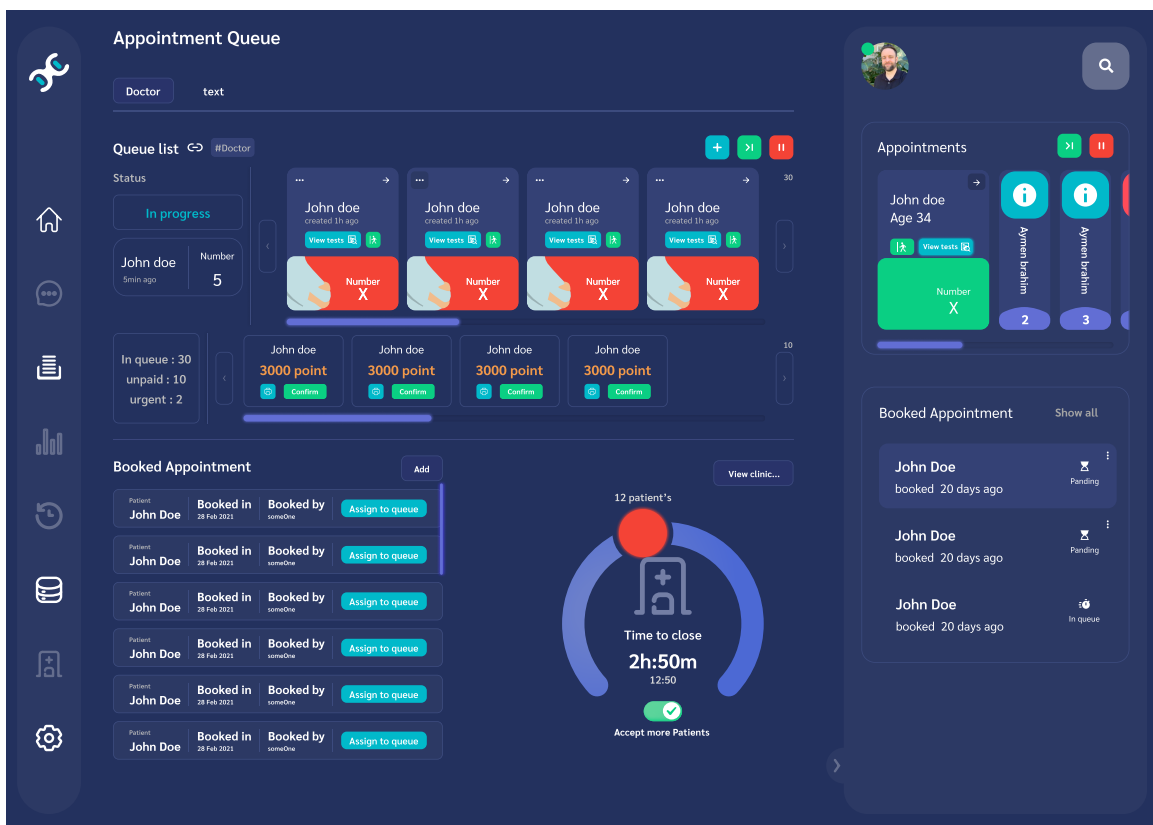 Appointment Queue
Doctor
text
Queue list
#Doctor
Status
In progress
John doe
5min ago
Number
5
30
John doe
created 1h ago
View tests
Number
X
John doe
created 1h ago
View tests
Number
X
John doe
created 1h ago
View tests
Number
X
John doe
created 1h ago
View tests
Number
X
In queue : 30
unpaid : 10
urgent : 2
10
John doe
3000 point
Confirm
John doe
3000 point
Confirm
John doe
3000 point
Confirm
John doe
3000 point
Confirm
Booked Appointment
Add
Patient
John Doe
Booked in
28 Feb 2021
Booked by
someOne
Assign to queue
Patient
John Doe
Booked in
28 Feb 2021
Booked by
someOne
Assign to queue
Patient
John Doe
Booked in
28 Feb 2021
Booked by
someOne
Assign to queue
Patient
John Doe
Booked in
28 Feb 2021
Booked by
someOne
Assign to queue
Patient
John Doe
Booked in
28 Feb 2021
Booked by
someOne
Assign to queue
Patient
John Doe
Booked in
28 Feb 2021
Booked by
someOne
Assign to queue
View clinic...
12 patient's
Time to close
2h:50m
12:50
Accept more Patients
Appointments
John doe
Age 34
View tests
Number
X
Aymen brahim
2
Aymen brahim
3
Booked Appointment
Show all
John Doe
booked 20 days ago
Panding
John Doe
booked 20 days ago
Panding
John Doe
booked 20 days ago
In queue